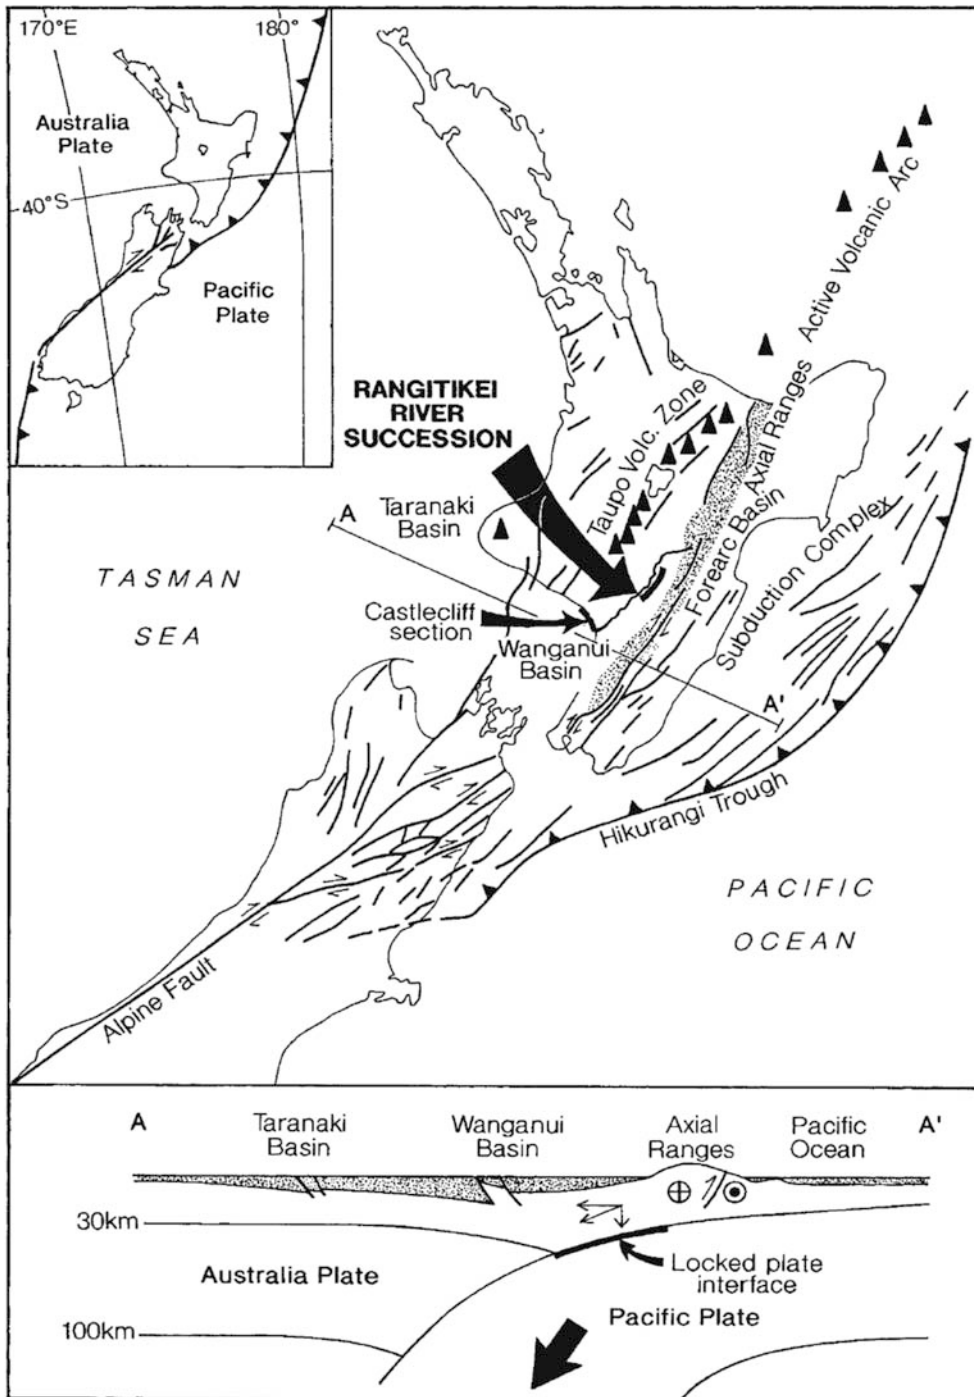 170°E
180°
Australia
Plate
40°S
Pacific
Plate
Active Volcanic Arc
RANGITIKEI
RIVER
SUCCESSION
Taupo Volc. Zone
Axial Ranges
A
Taranaki
Basin
Forearc Basin
Subduction Complex
TASMAN
SEA
Castlecliff
section
Wanganui
Basin
A'
Hikurangi Trough
PACIFIC
OCEAN
Alpine Fault
A
Taranaki
Basin
Wanganui
Basin
Axial
Ranges
Pacific
Ocean
A'
30km
Locked plate
interface
Australia Plate
Pacific Plate
100km